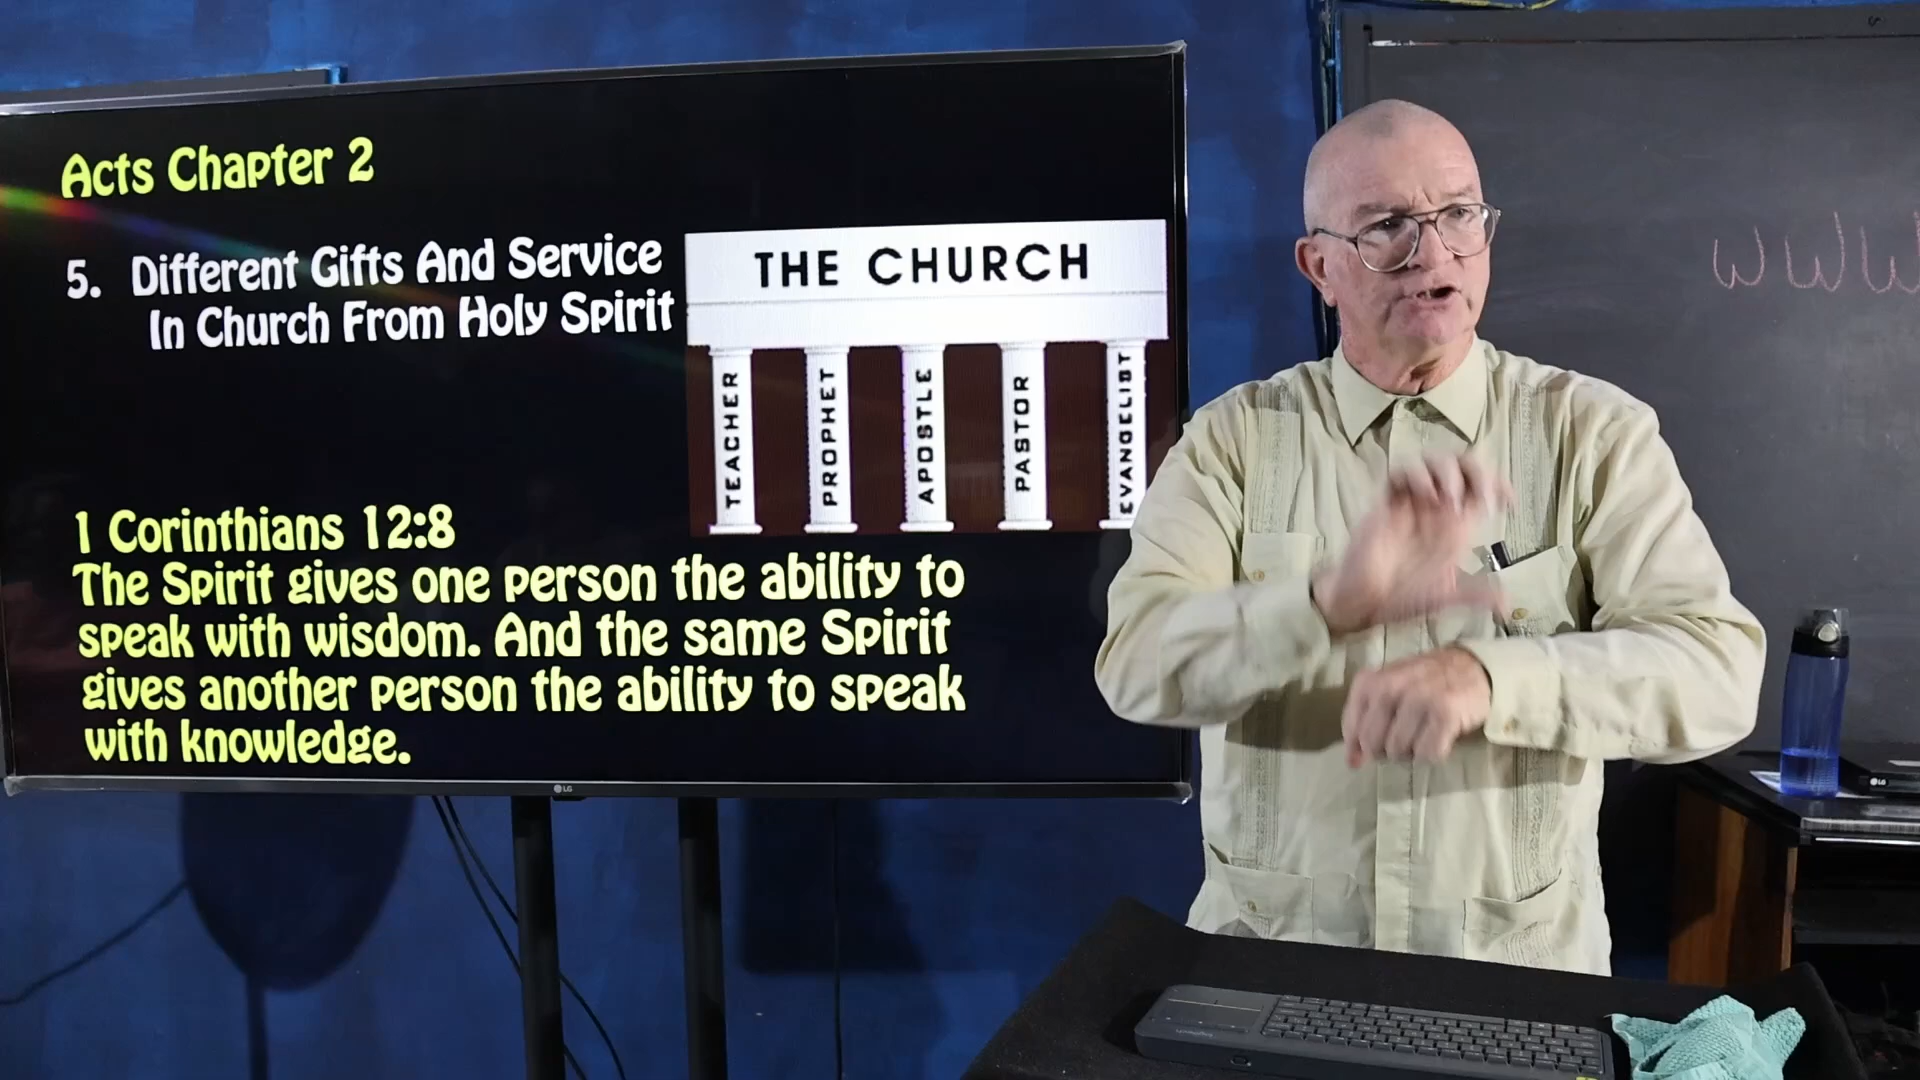 Acts Chapter 2
5. Different Gifts And Service
In Church From Holy Spirit
THE CHURCH
TEACHER
PROPHET
APOSTLE
PASTOR
EVANGELIST
1 Corinthians 12:8
The Spirit gives one person the ability to
speak with wisdom. And the same Spirit
gives another person the ability to speak
with knowledge.
LG
www
LG